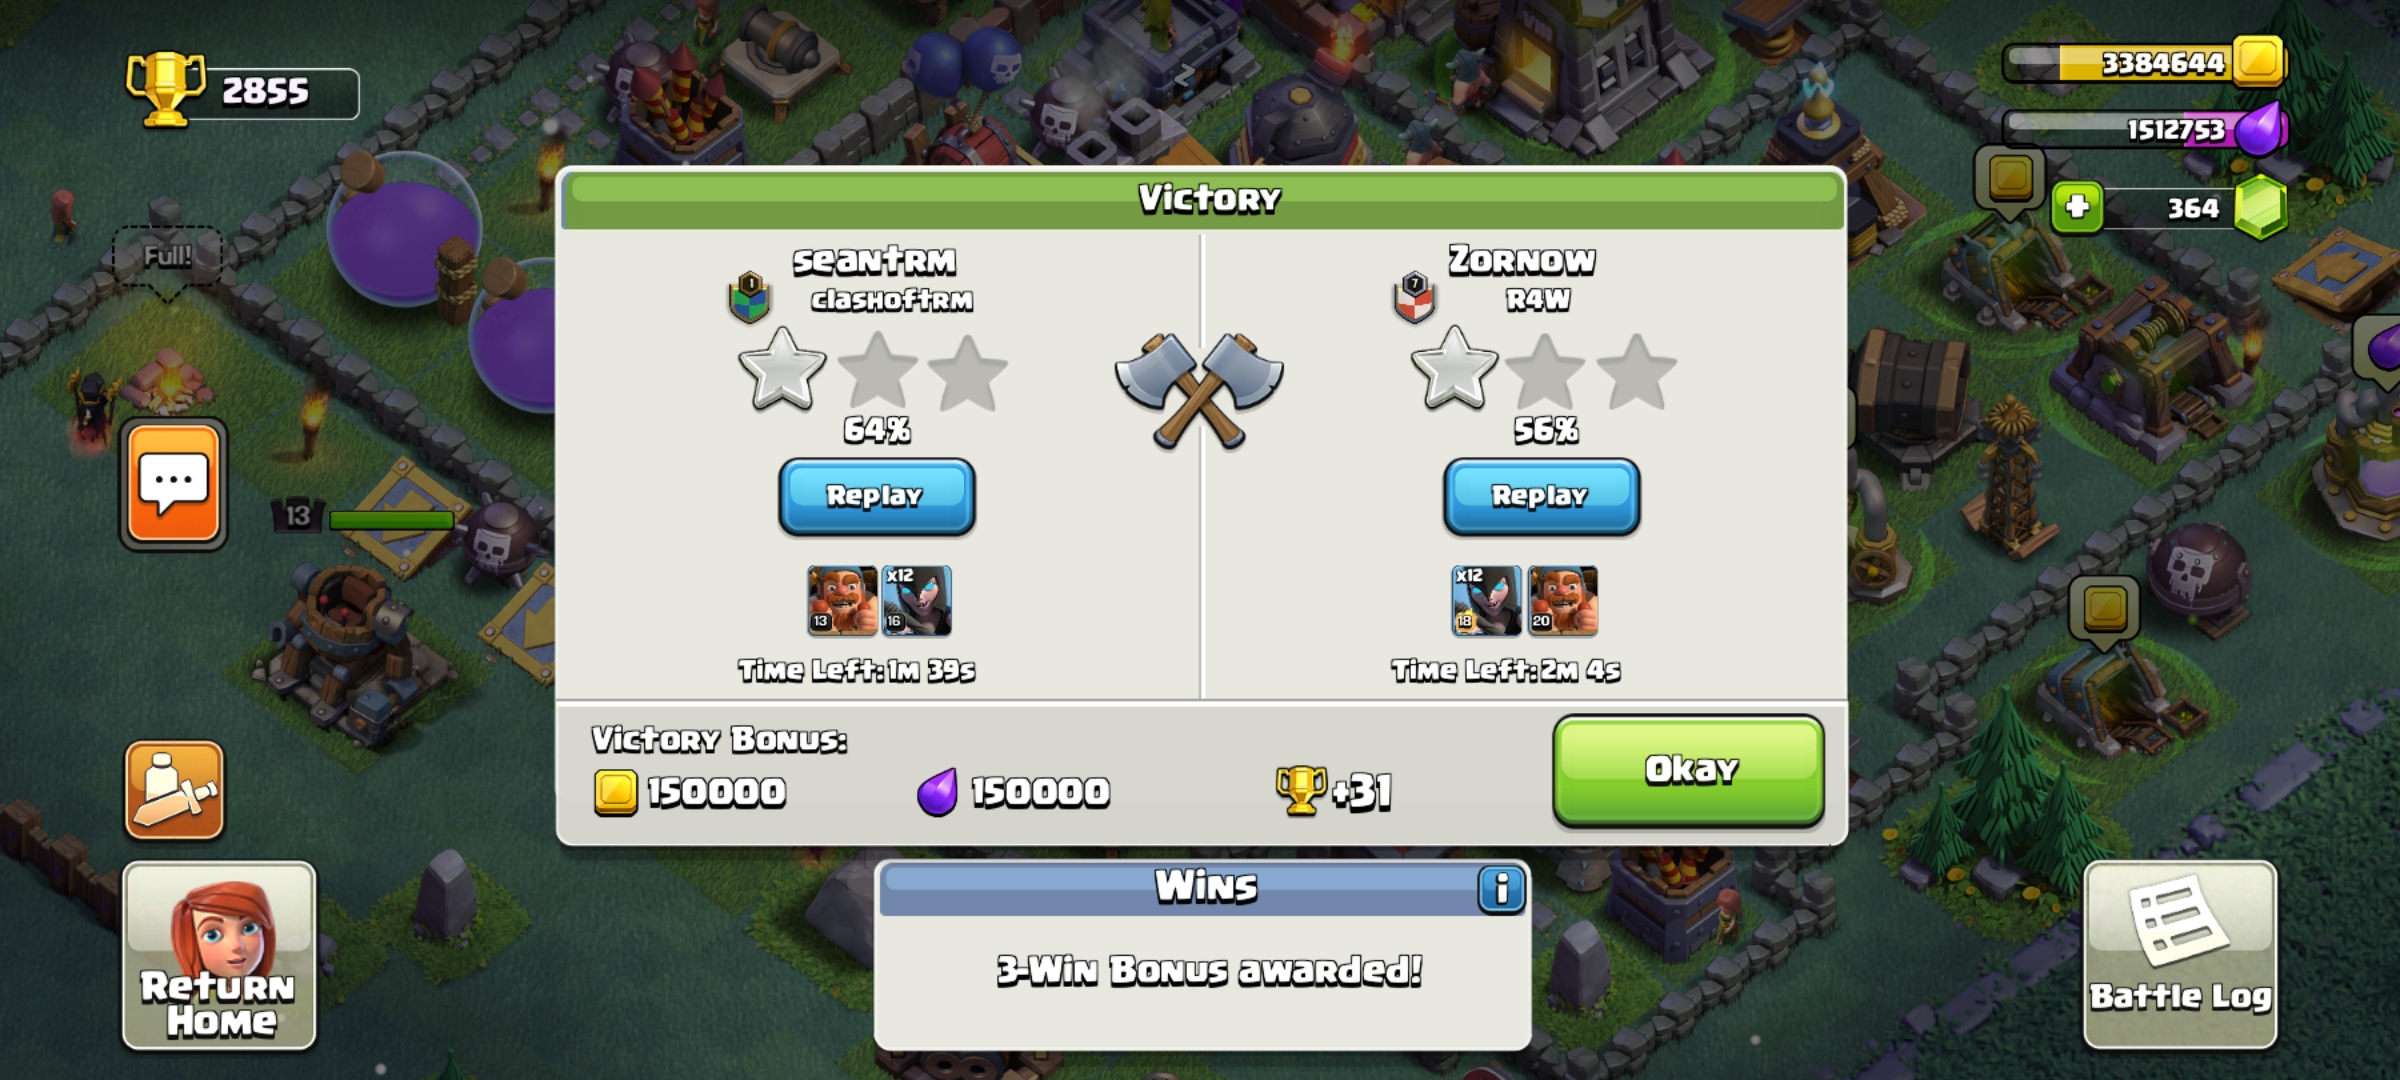 2855
3384644
1512753
364
Full!
13
Victory
seantrm
clashoftrm
1
64%
Replay
13
x12
16
Time Left:1m 39s
Zornow
R4W
7
56%
Replay
x12
18
20
Time Left:2m 4s
Victory Bonus:
150000
150000
+31
Okay
Wins
i
3-Win Bonus awarded!
Return
Home
Battle Log